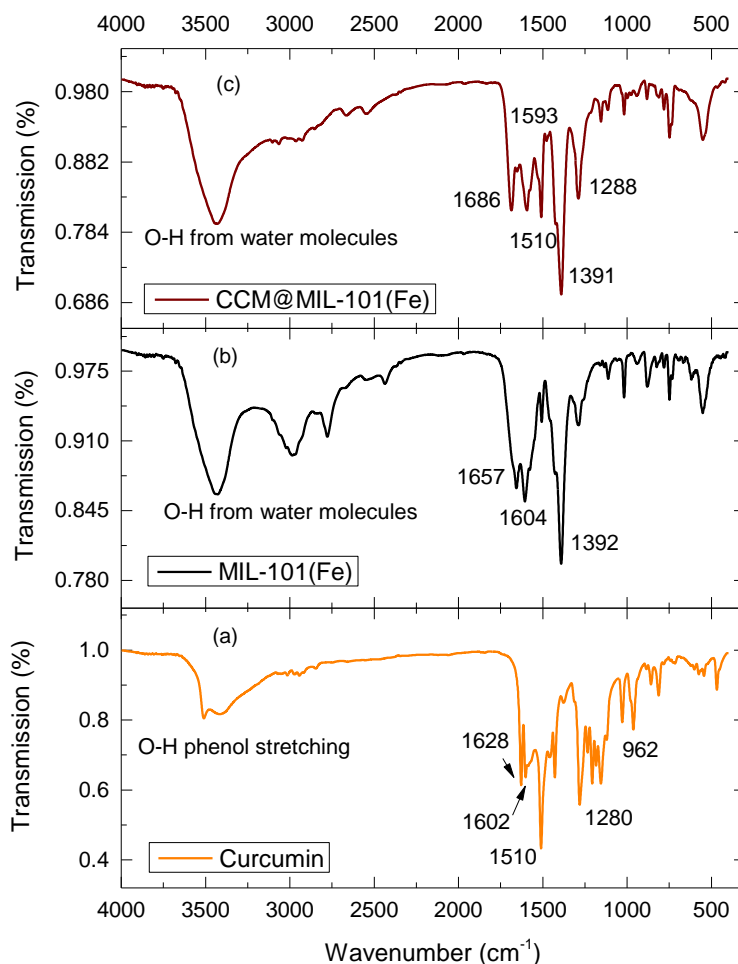 4000 3500 3000 2500 2000 1500 1000 500
Transmission (%)
0.980
0.882
0.784
0.686
(c)
1593
1686
1288
1510
1391
O-H from water molecules
CCM@MIL-101(Fe)
Transmission (%)
0.975
0.910
0.845
0.780
(b)
1657
1604
1392
O-H from water molecules
MIL-101(Fe)
Transmission (%)
1.0
0.8
0.6
0.4
(a)
O-H phenol stretching
1628
962
1602
1280
1510
Curcumin
4000 3500 3000 2500 2000 1500 1000 500
Wavenumber (cm⁻¹)